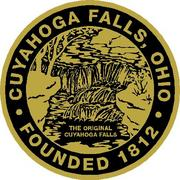 CUYAHOGA FALLS, OHIO
THE ORIGINAL
CUYAHOGA FALLS
• FOUNDED 1812 •